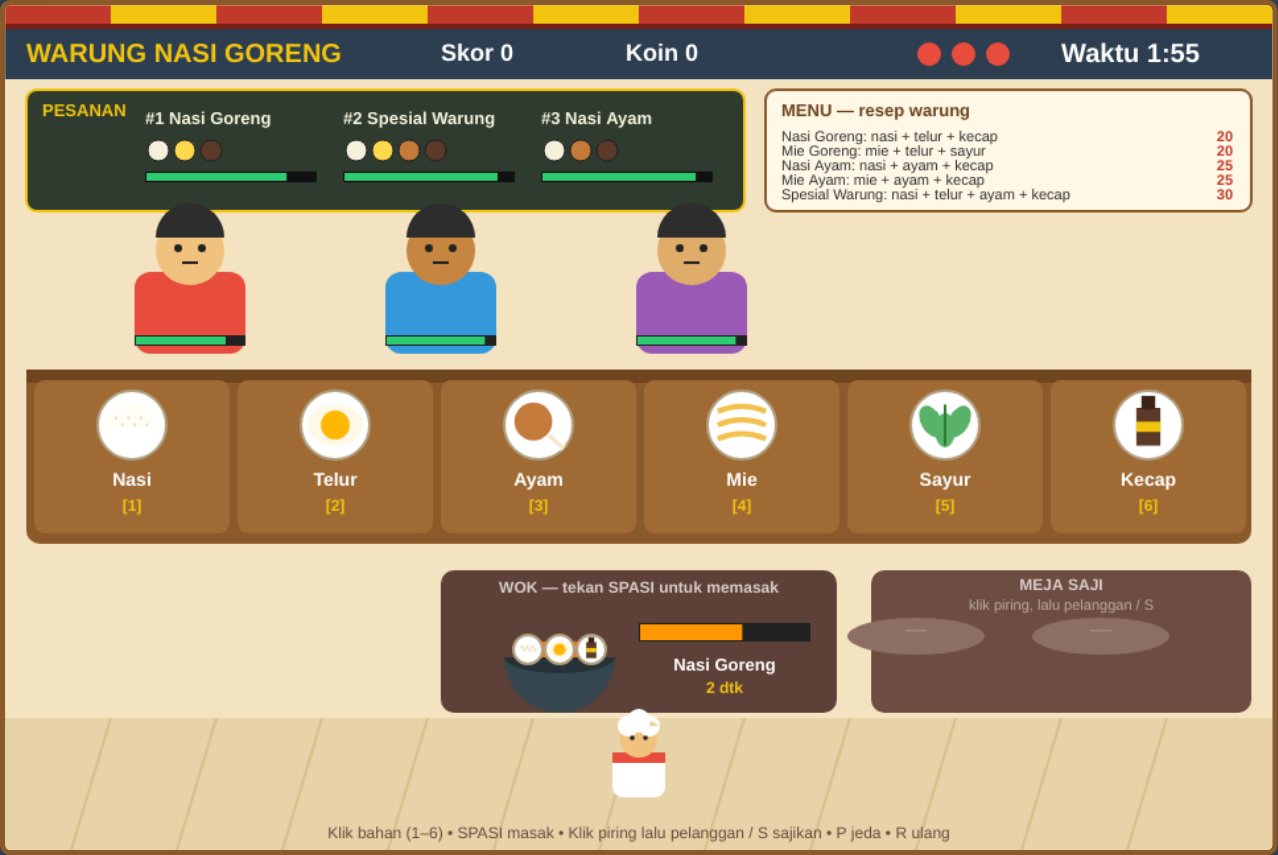 WARUNG NASI GORENG
Skor 0
Koin 0
Waktu 1:55
PESANAN
#1 Nasi Goreng
#2 Spesial Warung
#3 Nasi Ayam
MENU — resep warung
Nasi Goreng: nasi + telur + kecap 20
Mie Goreng: mie + telur + sayur 20
Nasi Ayam: nasi + ayam + kecap 25
Mie Ayam: mie + ayam + kecap 25
Spesial Warung: nasi + telur + ayam + kecap 30
Nasi
[1]
Telur
[2]
Ayam
[3]
Mie
[4]
Sayur
[5]
Kecap
[6]
WOK — tekan SPASI untuk memasak
Nasi Goreng
2 dtk
MEJA SAJI
klik piring, lalu pelanggan / S
Klik bahan (1–6) • SPASI masak • Klik piring lalu pelanggan / S sajikan • P jeda • R ulang